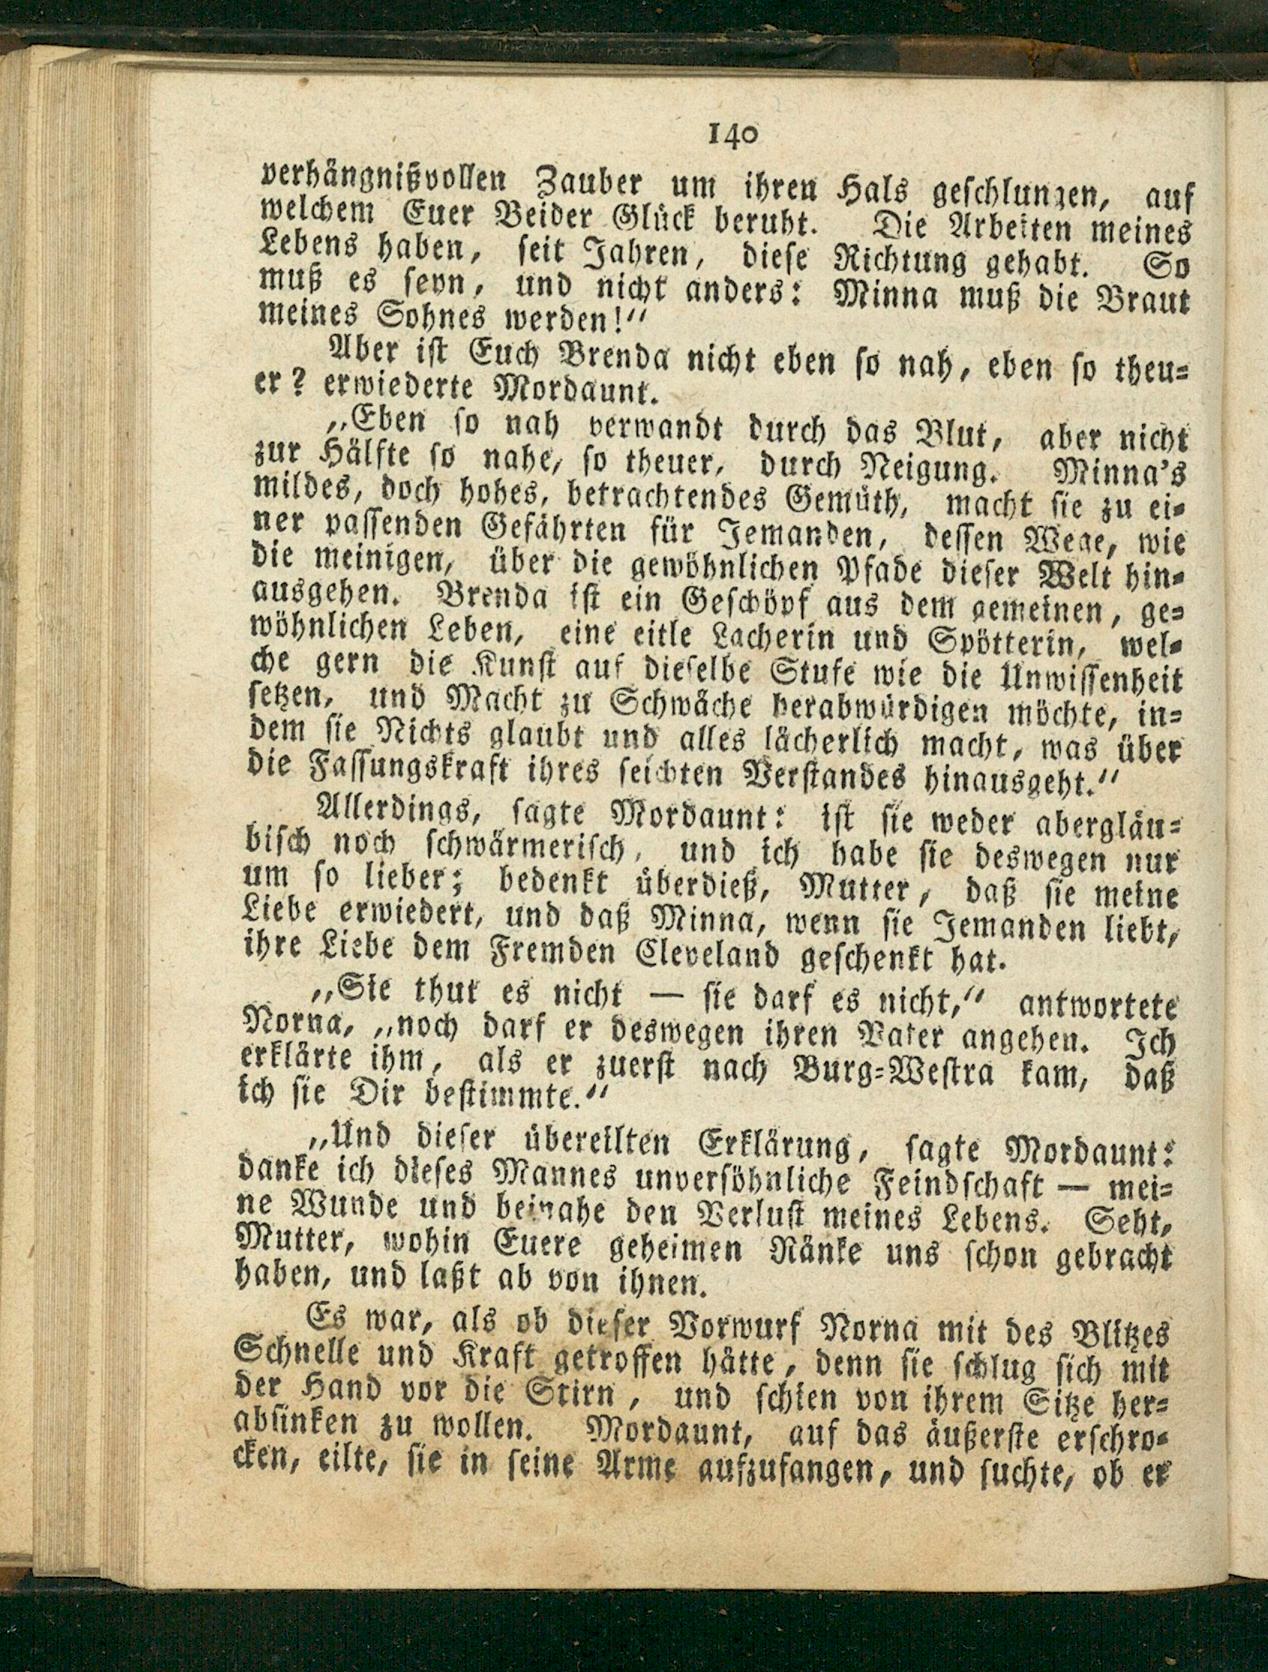 140
verhängnißvollen Zauber um ihren Hals geschlungen, auf
welchem Euer Beider Glück beruht. Die Arbeiten meines
Lebens haben, seit Jahren, diese Richtung gehabt. So
muß es seyn, und nicht anders: Minna muß die Braut
meines Sohnes werden!“
Aber ist Euch Brenda nicht eben so nah, eben so theu-
er? erwiederte Mordaunt.
„Eben so nah verwandt durch das Blut, aber nicht
zur Hälfte so nahe, so theuer, durch Neigung. Minna's
mildes, doch hohes, betrachtendes Gemüth, macht sie zu ei-
ner passenden Gefährten für Jemanden, dessen Wege, wie
die meinigen, über die gewöhnlichen Pfade dieser Welt hin-
ausgehen. Brenda ist ein Geschöpf aus dem gemeinen, ge-
wöhnlichen Leben, eine eitle Lacherin und Spötterin, wel-
che gern die Kunst auf dieselbe Stufe wie die Unwissenheit
setzen, und Macht zu Schwäche herabwürdigen möchte, in-
dem sie Nichts glaubt und alles lächerlich macht, was über
die Fassungskraft ihres seichten Verstandes hinausgeht.“
Allerdings, sagte Mordaunt: ist sie weder abergläu-
bisch noch schwärmerisch, und ich habe sie deswegen nur
um so lieber; bedenkt überdieß, Mutter, daß sie meine
Liebe erwiedert, und daß Minna, wenn sie Jemanden liebt,
ihre Liebe dem Fremden Cleveland geschenkt hat.
„Sie thut es nicht — sie darf es nicht,“ antwortete
Norna, „noch darf er deswegen ihren Vater angehen. Ich
erklärte ihm, als er zuerst nach Burg-Westra kam, daß
ich sie Dir bestimmte.“
„Und dieser übereilten Erklärung, sagte Mordaunt:
danke ich dieses Mannes unversöhnliche Feindschaft — mei-
ne Wunde und beinahe den Verlust meines Lebens. Seht,
Mutter, wohin Euere geheimen Ränke uns schon gebracht
haben, und laßt ab von ihnen.
Es war, als ob dieser Vorwurf Norna mit des Blitzes
Schnelle und Kraft getroffen hätte, denn sie schlug sich mit
der Hand vor die Stirn, und schien von ihrem Sitze her-
absinken zu wollen. Mordaunt, auf das äußerste erschro-
cken, eilte, sie in seine Arme aufzufangen, und suchte, ob er